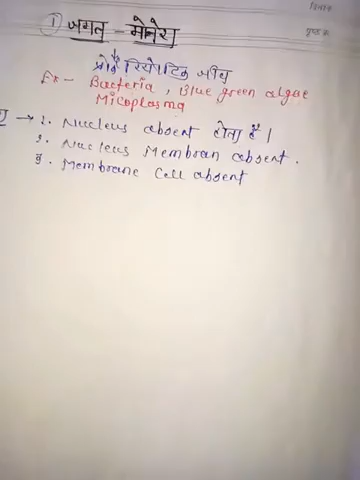 दिनांक
पृष्ठ क्र.
① जगत् - मोनेरा
प्रोकैरियोटिक जीव
Ex - Bacteria , Blue green algae
Micoplasma
→ 1. Nucleus absent होता है।
2. Nucleus Membran absent .
3. Membrane Cell absent